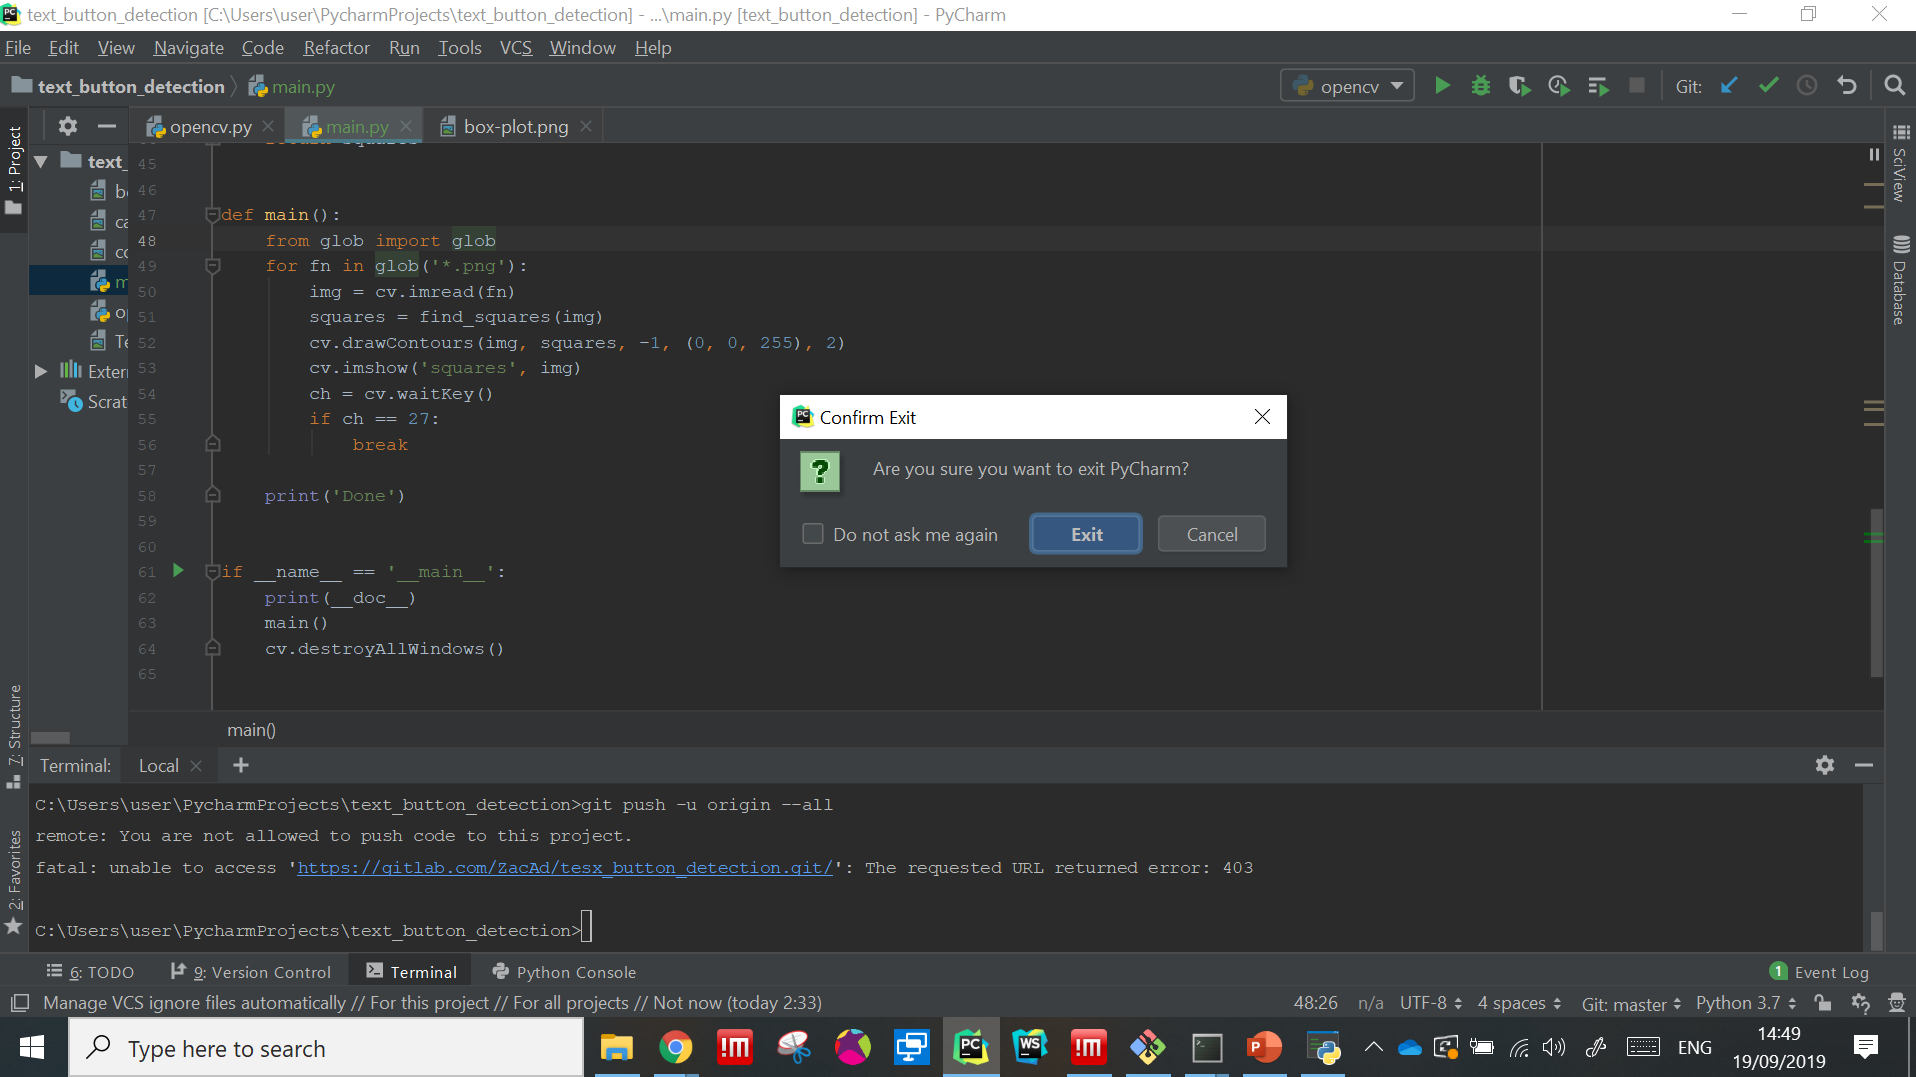 text_button_detection [C:\Users\user\PycharmProjects\text_button_detection] - ...\main.py [text_button_detection] - PyCharm
File Edit View Navigate Code Refactor Run Tools VCS Window Help
text_button_detection main.py opencv Git:
opencv.py main.py box-plot.png
1: Project
text_
45
46
47 def main():
48 from glob import glob
49 for fn in glob('*.png'):
50 img = cv.imread(fn)
51 squares = find_squares(img)
52 cv.drawContours(img, squares, -1, (0, 0, 255), 2)
53 cv.imshow('squares', img)
54 ch = cv.waitKey()
55 if ch == 27:
56 break
57
58 print('Done')
59
60
61 if __name__ == '__main__':
62 print(__doc__)
63 main()
64 cv.destroyAllWindows()
65
Exter
Scrat
SciView
Database
Confirm Exit
Are you sure you want to exit PyCharm?
Do not ask me again Exit Cancel
main()
7: Structure
2: Favorites
Terminal: Local
C:\Users\user\PycharmProjects\text_button_detection>git push -u origin --all
remote: You are not allowed to push code to this project.
fatal: unable to access 'https://gitlab.com/ZacAd/tesx_button_detection.git/': The requested URL returned error: 403
C:\Users\user\PycharmProjects\text_button_detection>
6: TODO 9: Version Control Terminal Python Console 1 Event Log
Manage VCS ignore files automatically // For this project // For all projects // Not now (today 2:33) 48:26 n/a UTF-8 4 spaces Git: master Python 3.7
Type here to search ENG 14:49
19/09/2019